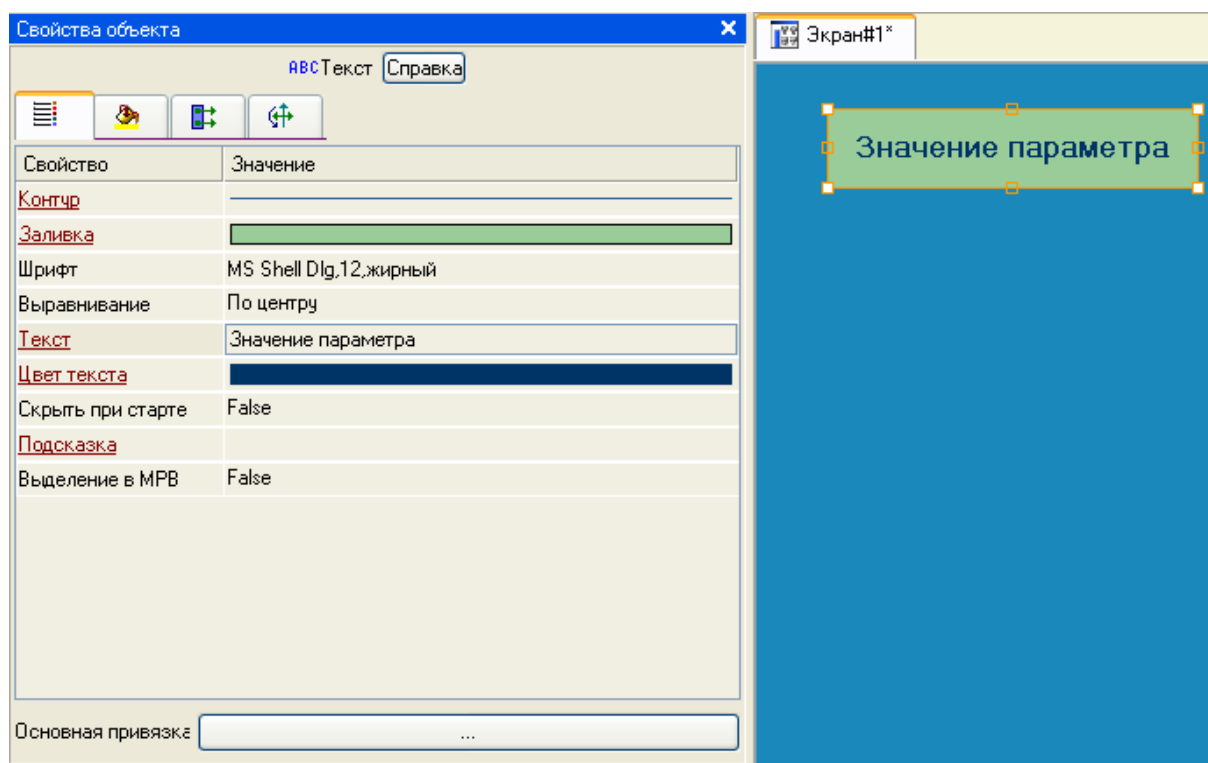 Свойства объекта
ABCТекст Справка
Свойство Значение
Контур
Заливка
Шрифт MS Shell Dlg,12,жирный
Выравнивание По центру
Текст Значение параметра
Цвет текста
Скрыть при старте False
Подсказка
Выделение в МРВ False
Основная привязка ...
Экран#1*
Значение параметра